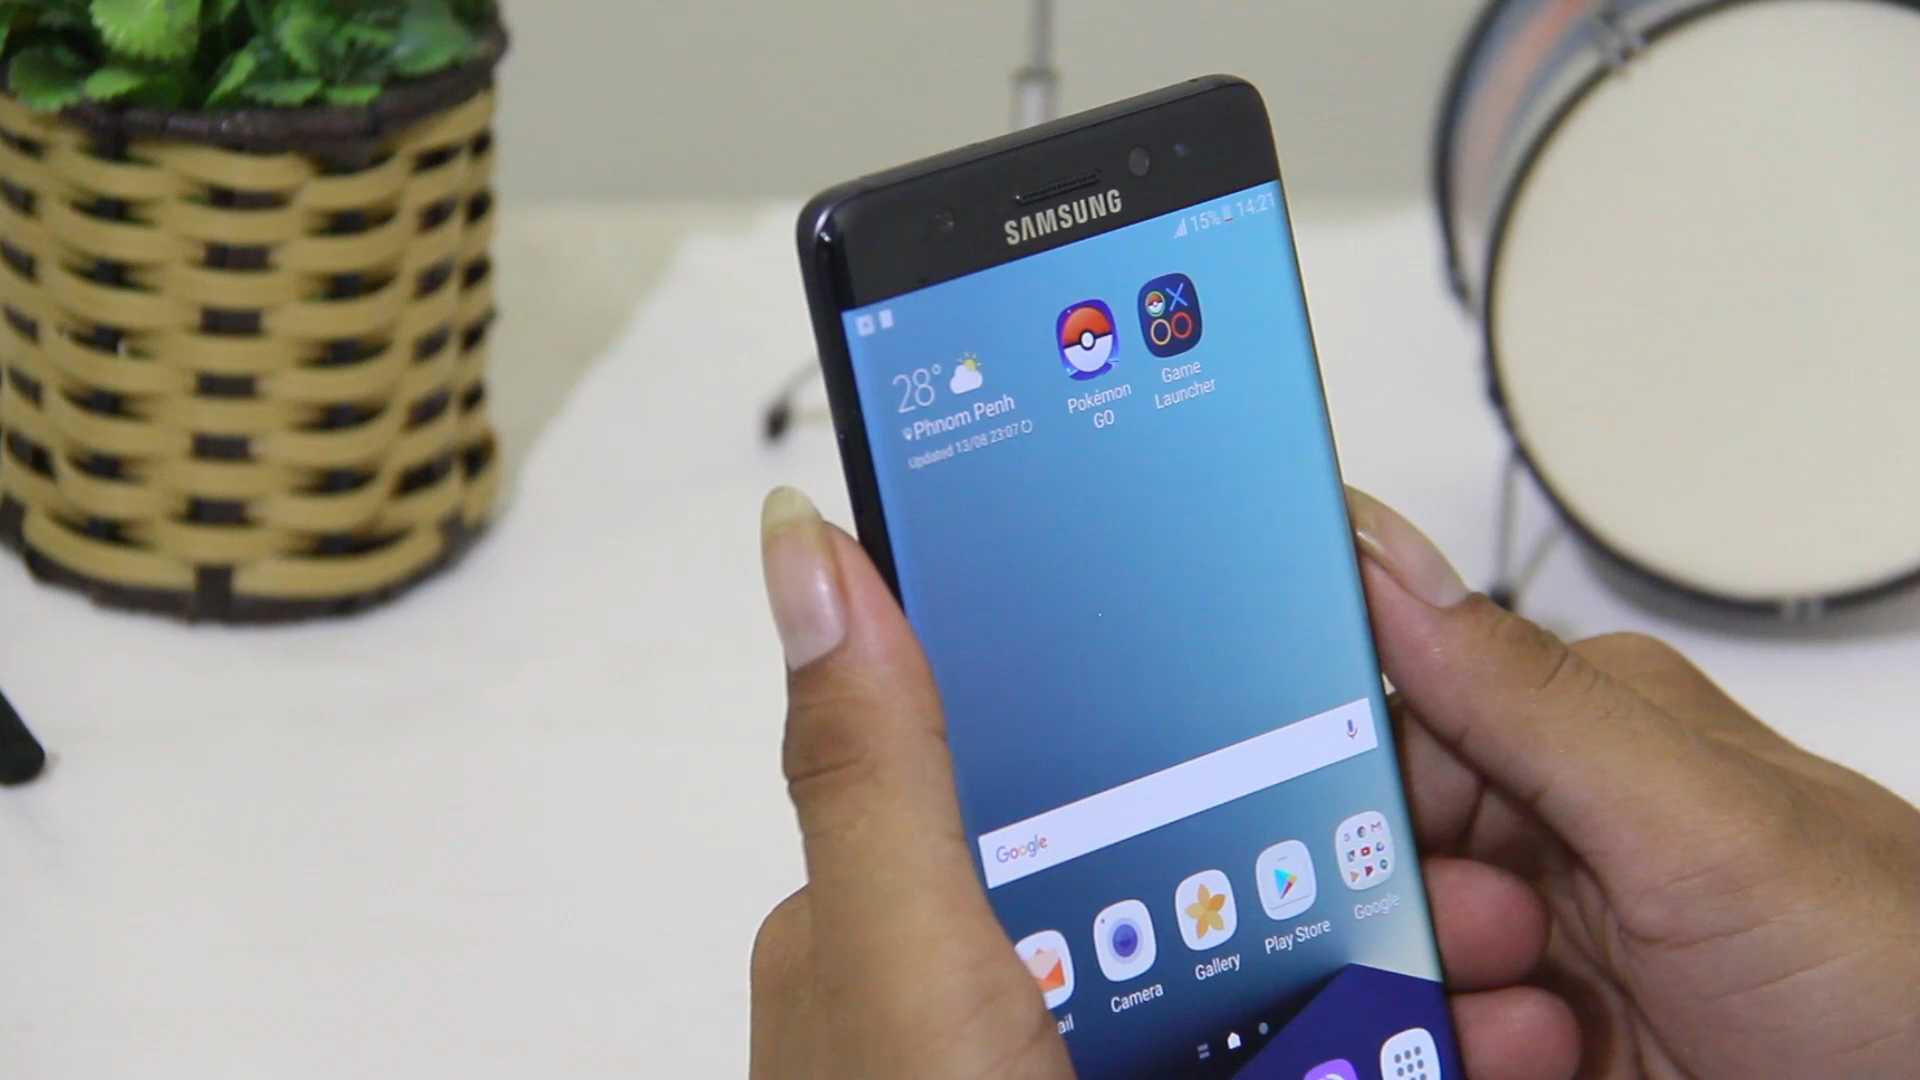 SAMSUNG
15% 14:21
28°
Phnom Penh
Updated 13/08 23:07
Pokémon
GO
Game
Launcher
Google
ail
Camera
Gallery
Play Store
Google